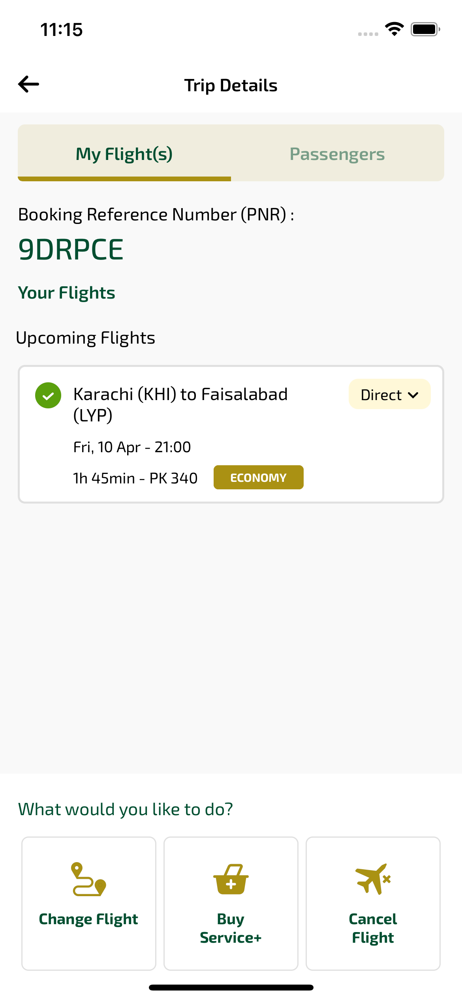 11:15
Trip Details
My Flight(s)
Passengers
Booking Reference Number (PNR) :
9DRPCE
Your Flights
Upcoming Flights
Karachi (KHI) to Faisalabad
(LYP)
Direct
Fri, 10 Apr - 21:00
1h 45min - PK 340
ECONOMY
What would you like to do?
Change Flight
Buy
Service+
Cancel
Flight